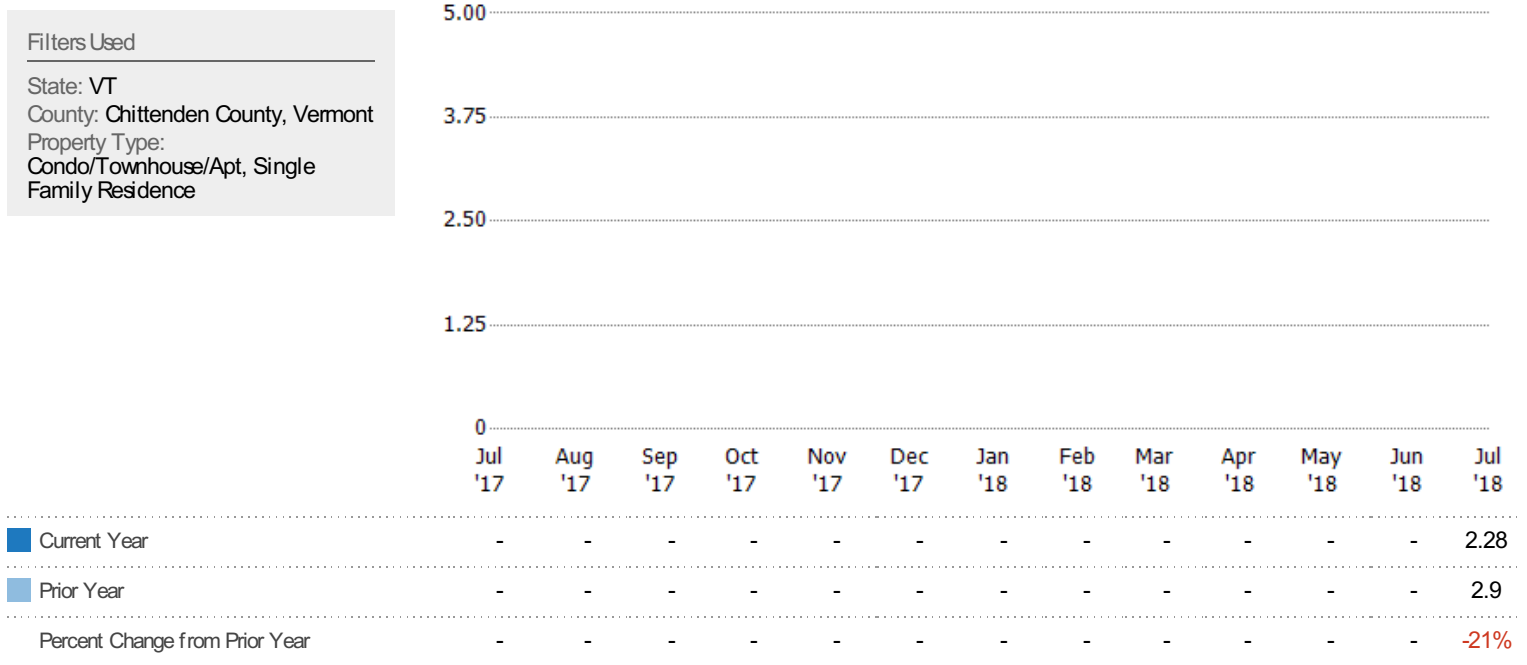 Filters Used
State: VT
County: Chittenden County, Vermont
Property Type:
Condo/Townhouse/Apt, Single
Family Residence
5.00
3.75
2.50
1.25
0
Jul Aug Sep Oct Nov Dec Jan Feb Mar Apr May Jun Jul
'17 '17 '17 '17 '17 '17 '18 '18 '18 '18 '18 '18 '18
Current Year - - - - - - - - - - - - 2.28
Prior Year - - - - - - - - - - - - 2.9
Percent Change from Prior Year - - - - - - - - - - - - -21%